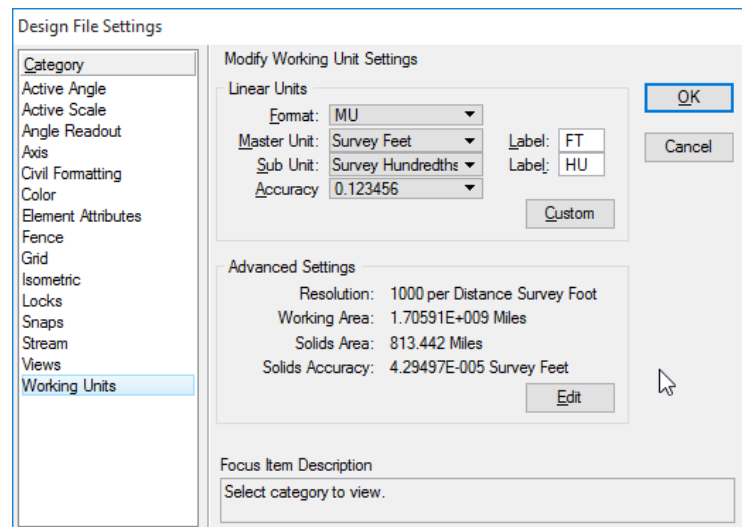 Design File Settings
Category
Active Angle
Active Scale
Angle Readout
Axis
Civil Formatting
Color
Element Attributes
Fence
Grid
Isometric
Locks
Snaps
Stream
Views
Working Units
Modify Working Unit Settings
Linear Units
Format: MU
Master Unit: Survey Feet Label: FT
Sub Unit: Survey Hundredths Label: HU
Accuracy 0.123456
Custom
Advanced Settings
Resolution: 1000 per Distance Survey Foot
Working Area: 1.70591E+009 Miles
Solids Area: 813.442 Miles
Solids Accuracy: 4.29497E-005 Survey Feet
Edit
Focus Item Description
Select category to view.
OK
Cancel